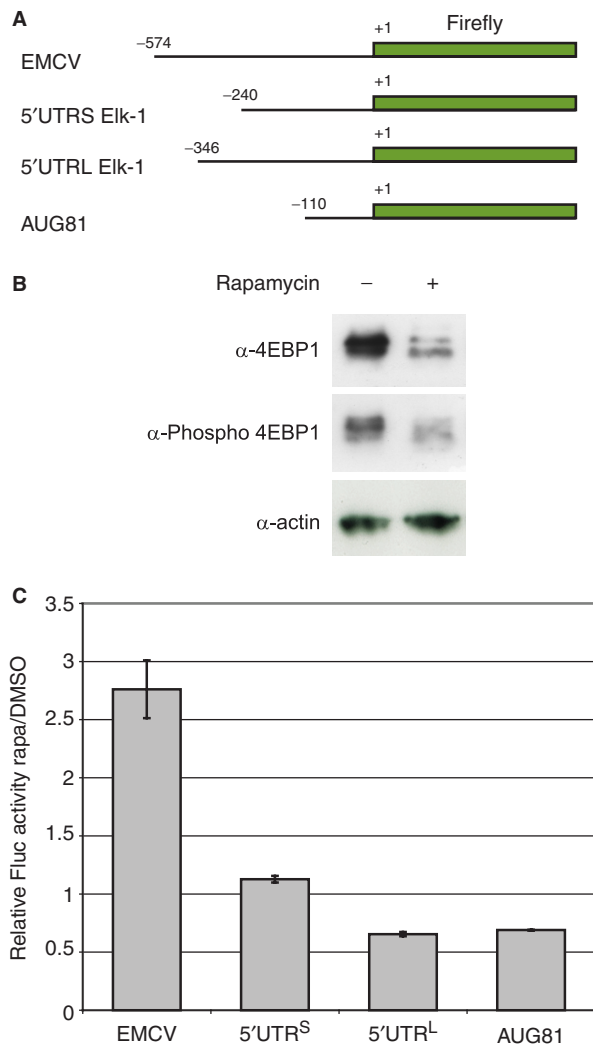 A
Firefly
−574 +1
EMCV
−240 +1
5′UTRS Elk-1
−346 +1
5′UTRL Elk-1
−110 +1
AUG81
B
Rapamycin − +
α-4EBP1
α-Phospho 4EBP1
α-actin
C
Relative Fluc activity rapa/DMSO
3.5
3
2.5
2
1.5
1
0.5
0
EMCV 5′UTR^S 5′UTR^L AUG81